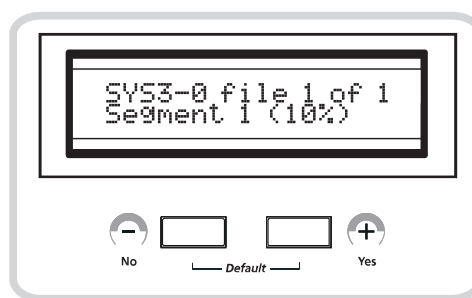 SYS3-0 file 1 of 1
Segment 1 (10%)
− +
No Default Yes